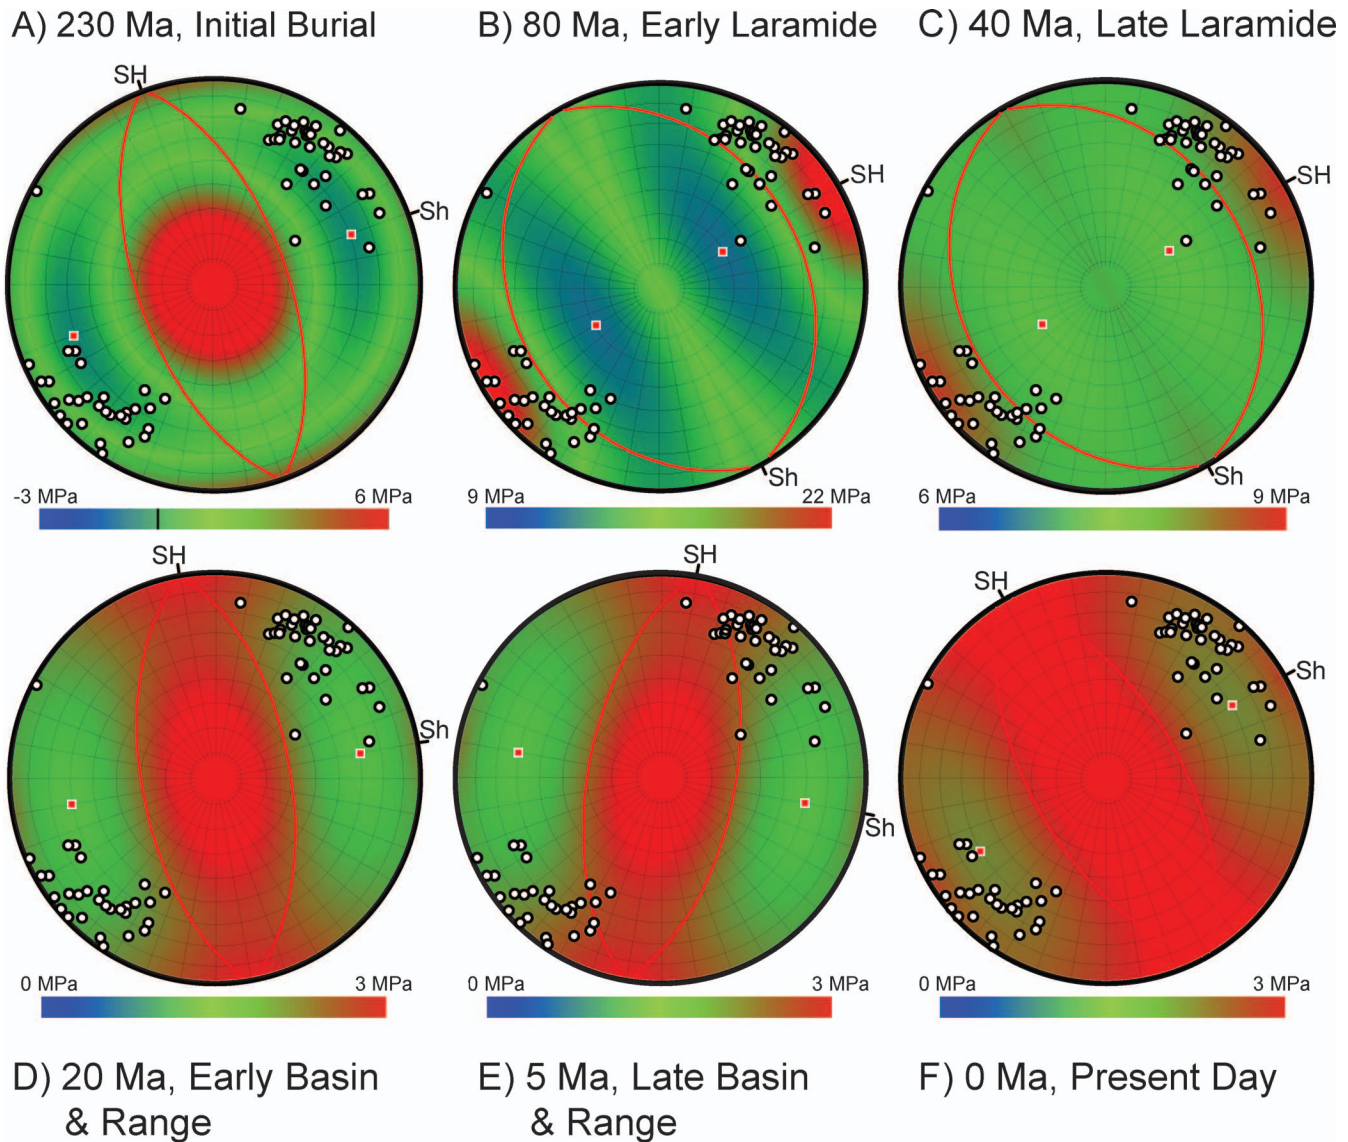 A) 230 Ma, Initial Burial
B) 80 Ma, Early Laramide
C) 40 Ma, Late Laramide
SH
Sh
-3 MPa
6 MPa
SH
Sh
9 MPa
22 MPa
SH
Sh
6 MPa
9 MPa
SH
Sh
0 MPa
3 MPa
SH
Sh
0 MPa
3 MPa
SH
Sh
0 MPa
3 MPa
D) 20 Ma, Early Basin
& Range
E) 5 Ma, Late Basin
& Range
F) 0 Ma, Present Day